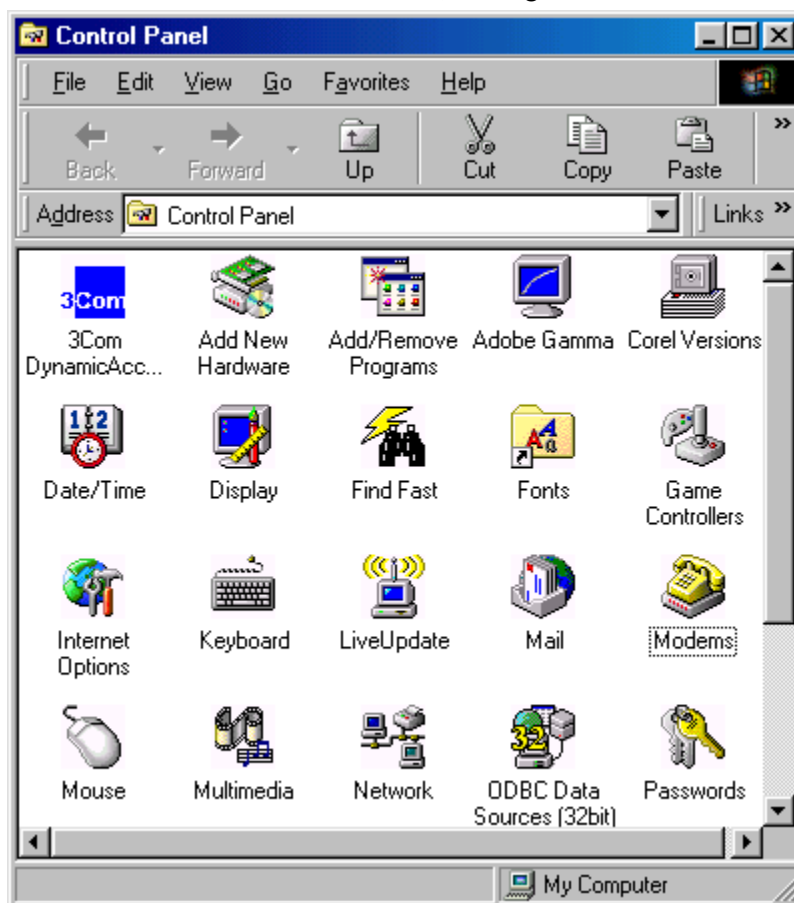 Control Panel
File Edit View Go Favorites Help
Back Forward Up Cut Copy Paste »
Address Control Panel Links »
3Com
3Com DynamicAcc...
Add New Hardware
Add/Remove Programs
Adobe Gamma
Corel Versions
12
Date/Time
Display
Find Fast
Fonts
Game Controllers
Internet Options
Keyboard
LiveUpdate
Mail
Modems
32
Mouse
Multimedia
Network
ODBC Data Sources (32bit)
Passwords
My Computer